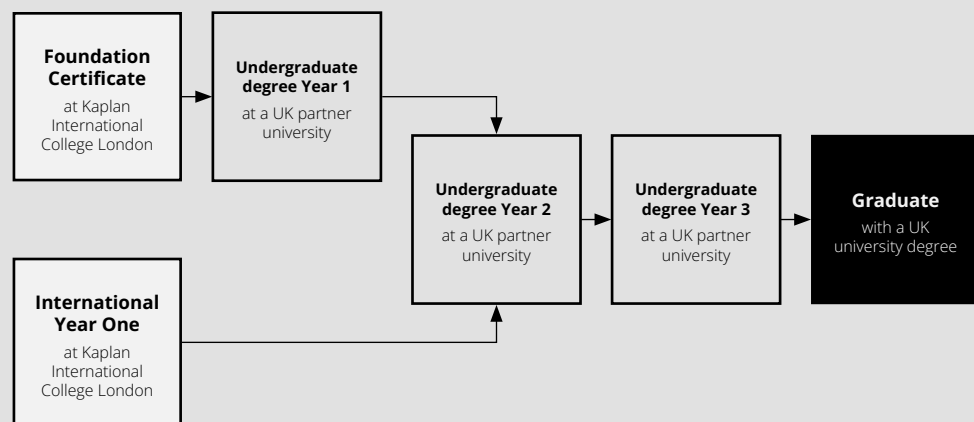 Foundation
Certificate
at Kaplan
International
College London
Undergraduate
degree Year 1
at a UK partner
university
Undergraduate
degree Year 2
at a UK partner
university
Undergraduate
degree Year 3
at a UK partner
university
Graduate
with a UK
university degree
International
Year One
at Kaplan
International
College London